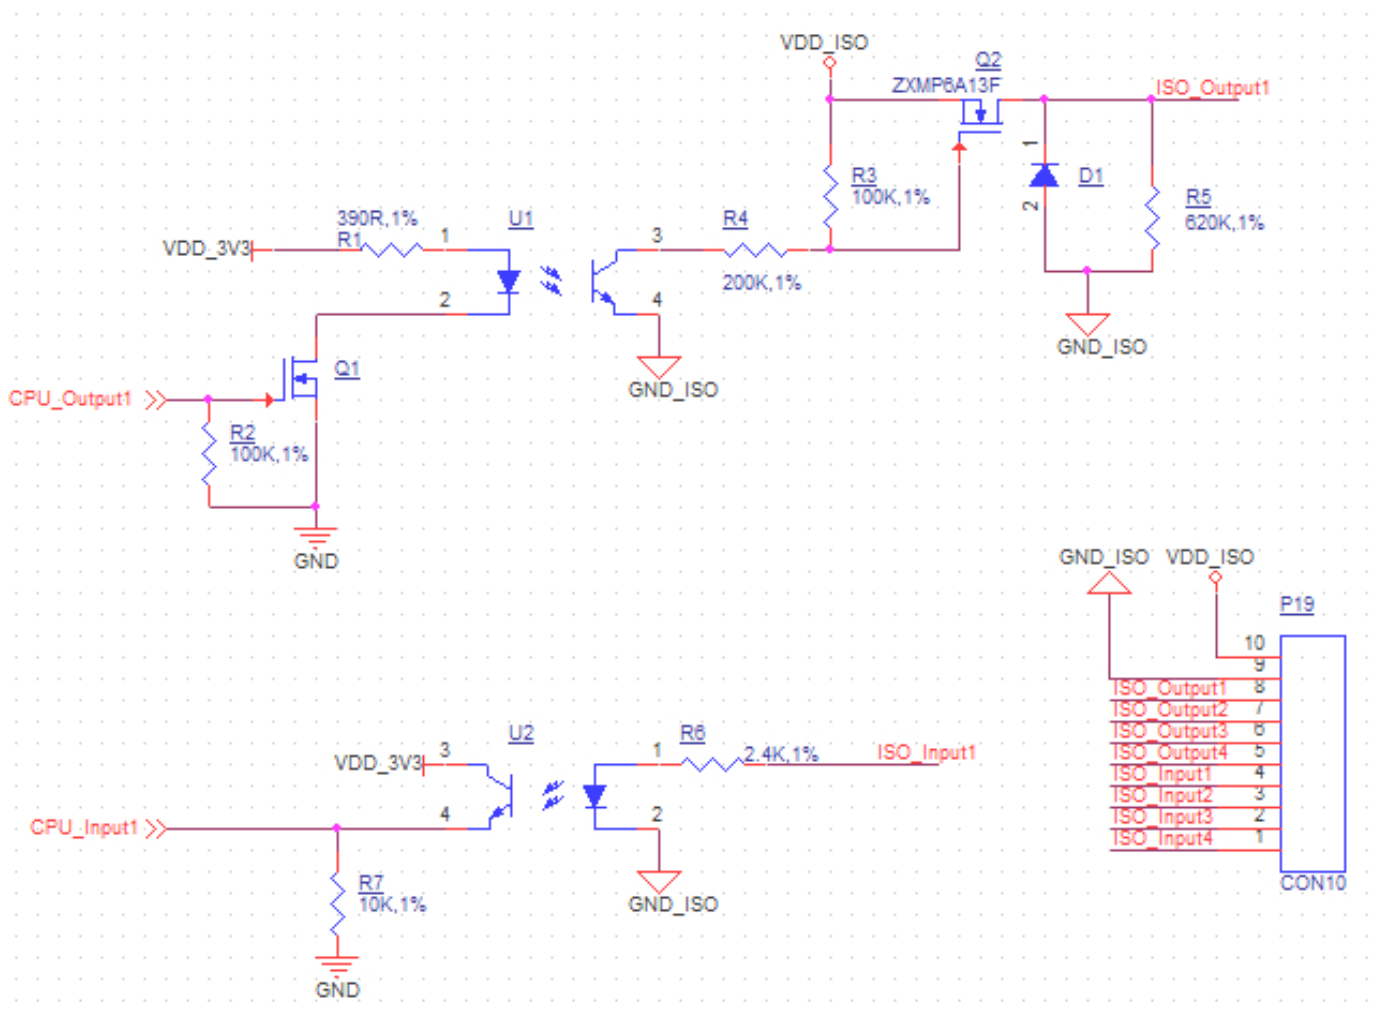 VDD_ISO
Q2
ZXMP6A13F
ISO_Output1
1
R3
100K,1%
D1
2
R5
620K,1%
390R,1%
R1
VDD_3V3
1
U1
3
R4
200K,1%
2
4
GND_ISO
GND_ISO
Q1
CPU_Output1
R2
100K,1%
GND
GND_ISO
VDD_ISO
P19
10
9
ISO_Output1 8
ISO_Output2 7
ISO_Output3 6
ISO_Output4 5
ISO_Input1 4
ISO_Input2 3
ISO_Input3 2
ISO_Input4 1
CON10
U2
3
VDD_3V3
1
R6
2.4K,1%
ISO_Input1
CPU_Input1
4
2
R7
10K,1%
GND_ISO
GND